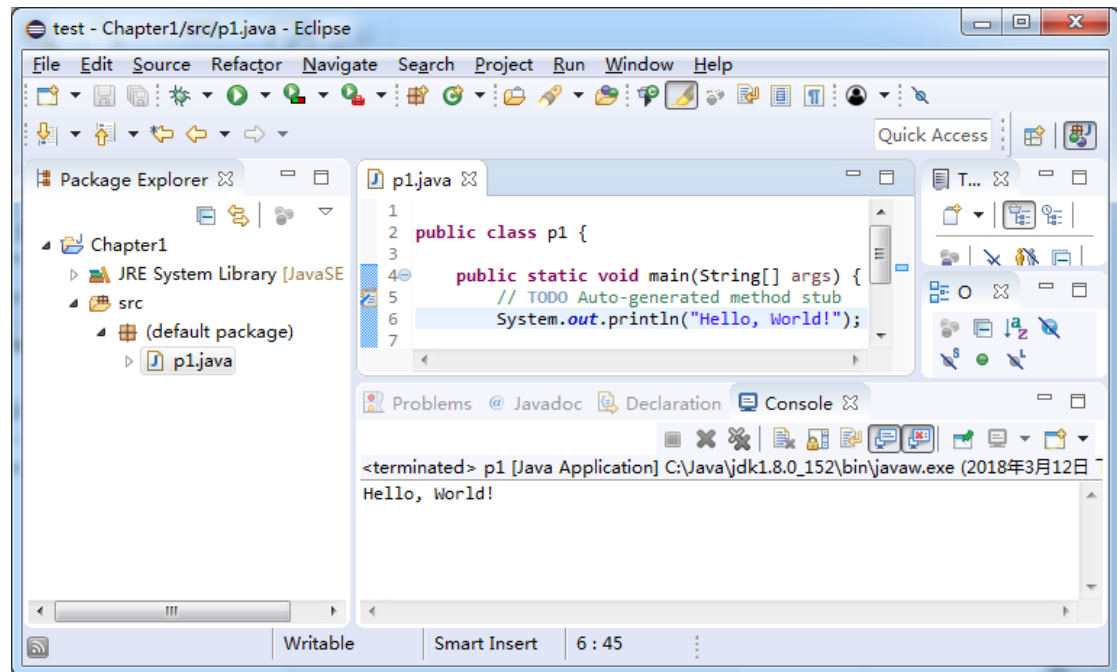 test - Chapter1/src/p1.java - Eclipse
File Edit Source Refactor Navigate Search Project Run Window Help
Quick Access
Package Explorer
Chapter1
JRE System Library [JavaSE
src
(default package)
p1.java
p1.java
1
2 public class p1 {
3
4 public static void main(String[] args) {
5 // TODO Auto-generated method stub
6 System.out.println("Hello, World!");
7
T...
O
Problems @ Javadoc Declaration Console
<terminated> p1 [Java Application] C:\Java\jdk1.8.0_152\bin\javaw.exe (2018年3月12日
Hello, World!
Writable Smart Insert 6 : 45